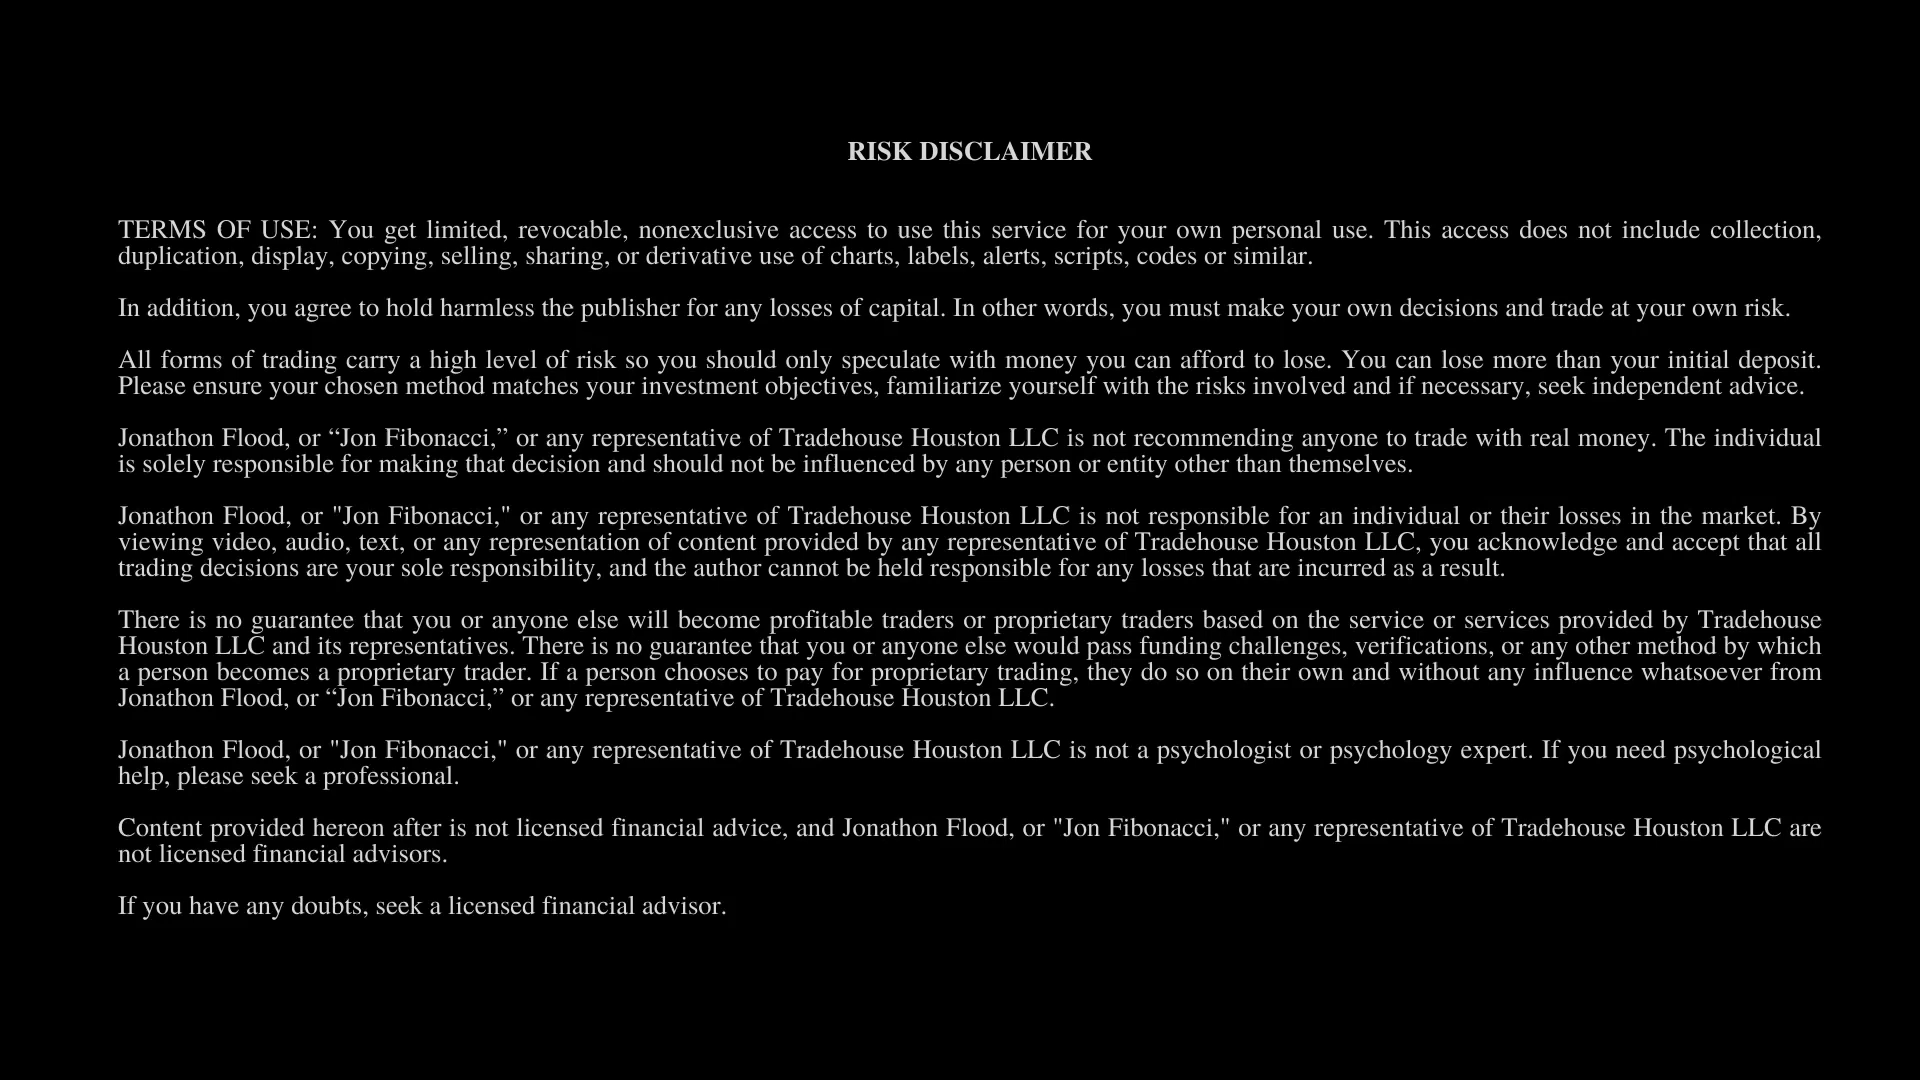 RISK DISCLAIMER
TERMS OF USE: You get limited, revocable, nonexclusive access to use this service for your own personal use. This access does not include collection,
duplication, display, copying, selling, sharing, or derivative use of charts, labels, alerts, scripts, codes or similar.
In addition, you agree to hold harmless the publisher for any losses of capital. In other words, you must make your own decisions and trade at your own risk.
All forms of trading carry a high level of risk so you should only speculate with money you can afford to lose. You can lose more than your initial deposit.
Please ensure your chosen method matches your investment objectives, familiarize yourself with the risks involved and if necessary, seek independent advice.
Jonathon Flood, or “Jon Fibonacci,” or any representative of Tradehouse Houston LLC is not recommending anyone to trade with real money. The individual
is solely responsible for making that decision and should not be influenced by any person or entity other than themselves.
Jonathon Flood, or "Jon Fibonacci," or any representative of Tradehouse Houston LLC is not responsible for an individual or their losses in the market. By
viewing video, audio, text, or any representation of content provided by any representative of Tradehouse Houston LLC, you acknowledge and accept that all
trading decisions are your sole responsibility, and the author cannot be held responsible for any losses that are incurred as a result.
There is no guarantee that you or anyone else will become profitable traders or proprietary traders based on the service or services provided by Tradehouse
Houston LLC and its representatives. There is no guarantee that you or anyone else would pass funding challenges, verifications, or any other method by which
a person becomes a proprietary trader. If a person chooses to pay for proprietary trading, they do so on their own and without any influence whatsoever from
Jonathon Flood, or “Jon Fibonacci,” or any representative of Tradehouse Houston LLC.
Jonathon Flood, or "Jon Fibonacci," or any representative of Tradehouse Houston LLC is not a psychologist or psychology expert. If you need psychological
help, please seek a professional.
Content provided hereon after is not licensed financial advice, and Jonathon Flood, or "Jon Fibonacci," or any representative of Tradehouse Houston LLC are
not licensed financial advisors.
If you have any doubts, seek a licensed financial advisor.